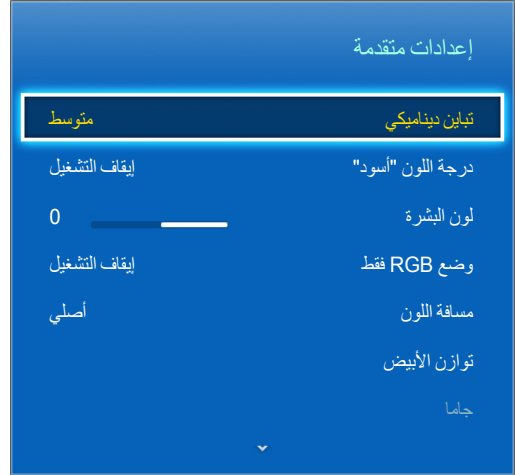 إعدادات متقدمة
تباين ديناميكي متوسط
درجة اللون "أسود" إيقاف التشغيل
لون البشرة 0
وضع RGB فقط إيقاف التشغيل
مسافة اللون أصلي
توازن الأبيض
جاما